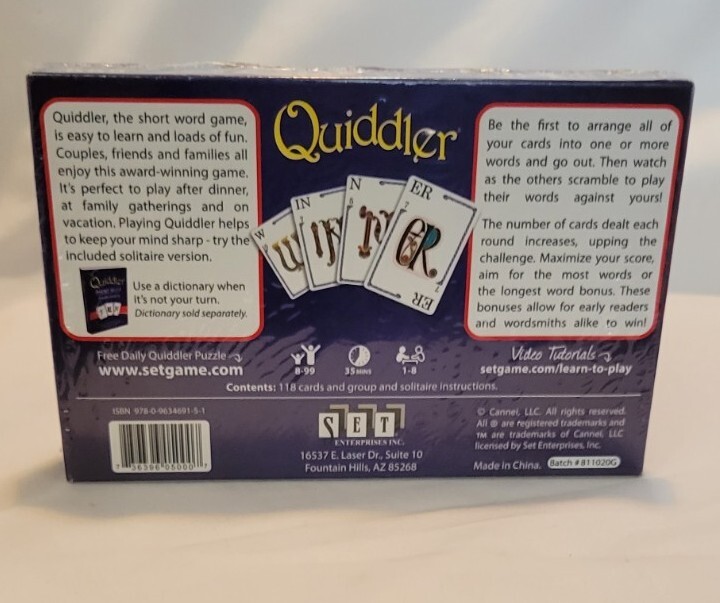 Quiddler
Quiddler, the short word game,
is easy to learn and loads of fun.
Couples, friends and families all
enjoy this award-winning game.
It's perfect to play after dinner,
at family gatherings and on
vacation. Playing Quiddler helps
to keep your mind sharp - try the
included solitaire version.
Quiddler
Use a dictionary when
it's not your turn.
Dictionary sold separately.
W
IN
N
ER
W
IN
N
ER
ER
Be the first to arrange all of
your cards into one or more
words and go out. Then watch
as the others scramble to play
their words against yours!
The number of cards dealt each
round increases, upping the
challenge. Maximize your score,
aim for the most words or
the longest word bonus. These
bonuses allow for early readers
and wordsmiths alike to win!
Free Daily Quiddler Puzzle
www.setgame.com
8-99
35 MINS
1-8
Video Tutorials
setgame.com/learn-to-play
Contents: 118 cards and group and solitaire instructions.
ISBN 978-0-9634691-5-1
7 36396 05000 7
SET
ENTERPRISES INC.
16537 E. Laser Dr., Suite 10
Fountain Hills, AZ 85268
© Cannei, LLC. All rights reserved.
All ® are registered trademarks and
TM are trademarks of Cannei, LLC
licensed by Set Enterprises, Inc.
Made in China. Batch # 811020G